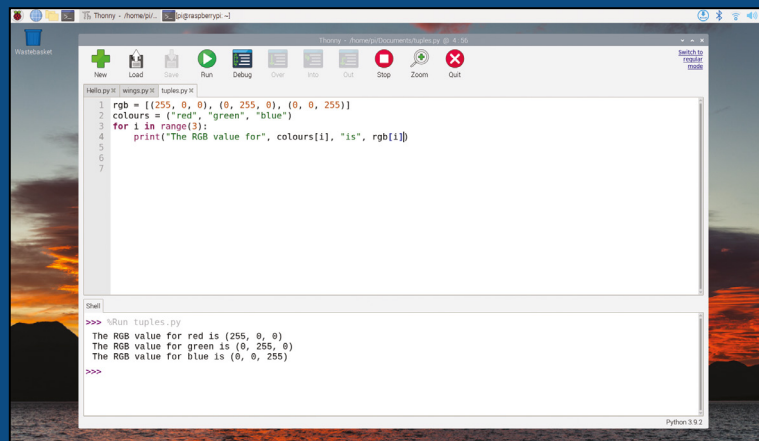 Thonny - /home/pi/...
[pi@raspberrypi: ~]
Wastebasket
Thonny - /home/pi/Documents/tuples.py @ 4 : 56
New Load Save Run Debug Over Into Out Stop Zoom Quit
Switch to
regular
mode
Hello.py wings.py tuples.py
1 rgb = [(255, 0, 0), (0, 255, 0), (0, 0, 255)]
2 colours = ("red", "green", "blue")
3 for i in range(3):
4     print("The RGB value for", colours[i], "is", rgb[i])
5
6
7
Shell
>>> %Run tuples.py
The RGB value for red is (255, 0, 0)
The RGB value for green is (0, 255, 0)
The RGB value for blue is (0, 0, 255)
>>>
Python 3.9.2